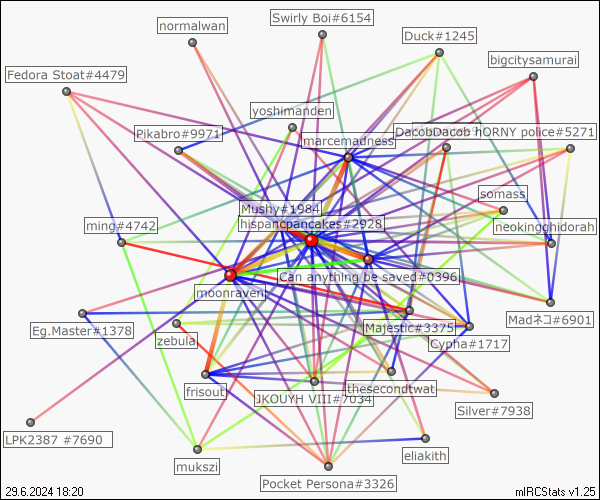 Swirly Boi#6154
normalwan
Duck#1245
bigcitysamurai
Fedora Stoat#4479
yoshimanden
Pikabro#9971
marcemadness
DacobDacob
HORNY police#5271
somass
Mushy#1984
hispancpancakes#2928
ming#4742
neokingghidorah
Can anything be saved#0396
moonraven
Madネコ#6901
Eg.Master#1378
zebula
Majestic#3375
Cypha#1717
frisout
JKOUYH VIII#7034
thesecondtwat
Silver#7938
LPK2387 #7690
mukszi
eliakith
Pocket Persona#3326
29.6.2024 18:20
mIRCStats v1.25